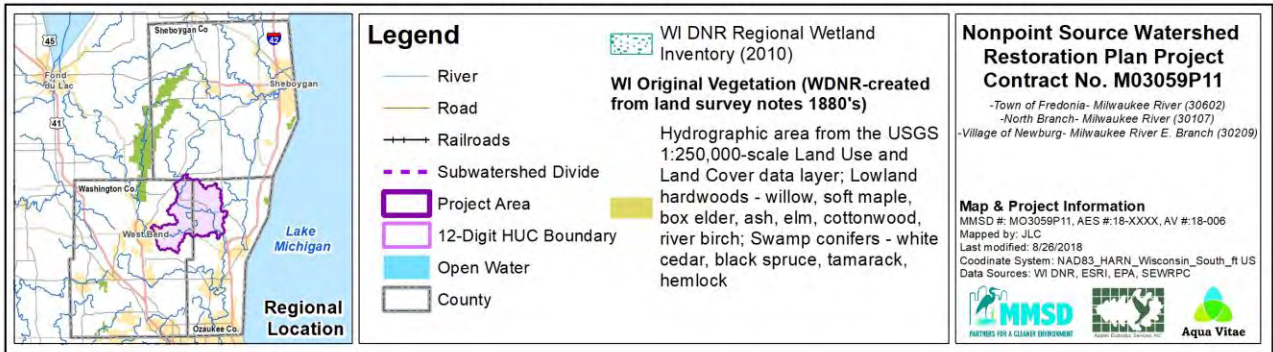 Sheboygan Co
45
42
Fond
du Lac
Sheboygan
41
Washington Co.
West Bend
Lake
Michigan
Regional
Location
Ozaukee Co.
Legend
River
Road
Railroads
Subwatershed Divide
Project Area
12-Digit HUC Boundary
Open Water
County
WI DNR Regional Wetland
Inventory (2010)
WI Original Vegetation (WDNR-created
from land survey notes 1880's)
Hydrographic area from the USGS
1:250,000-scale Land Use and
Land Cover data layer; Lowland
hardwoods - willow, soft maple,
box elder, ash, elm, cottonwood,
river birch; Swamp conifers - white
cedar, black spruce, tamarack,
hemlock
Nonpoint Source Watershed
Restoration Plan Project
Contract No. M03059P11
-Town of Fredonia- Milwaukee River (30602)
-North Branch- Milwaukee River (30107)
-Village of Newburg- Milwaukee River E. Branch (30209)
Map & Project Information
MMSD #: MO3059P11, AES #:18-XXXX, AV #:18-006
Mapped by: JLC
Last modified: 8/26/2018
Coodinate System: NAD83_HARN_Wisconsin_South_ft US
Data Sources: WI DNR, ESRI, EPA, SEWRPC
MMSD
PARTNERS FOR A CLEANER ENVIRONMENT
Applied Ecological Services, Inc.
Aqua Vitae